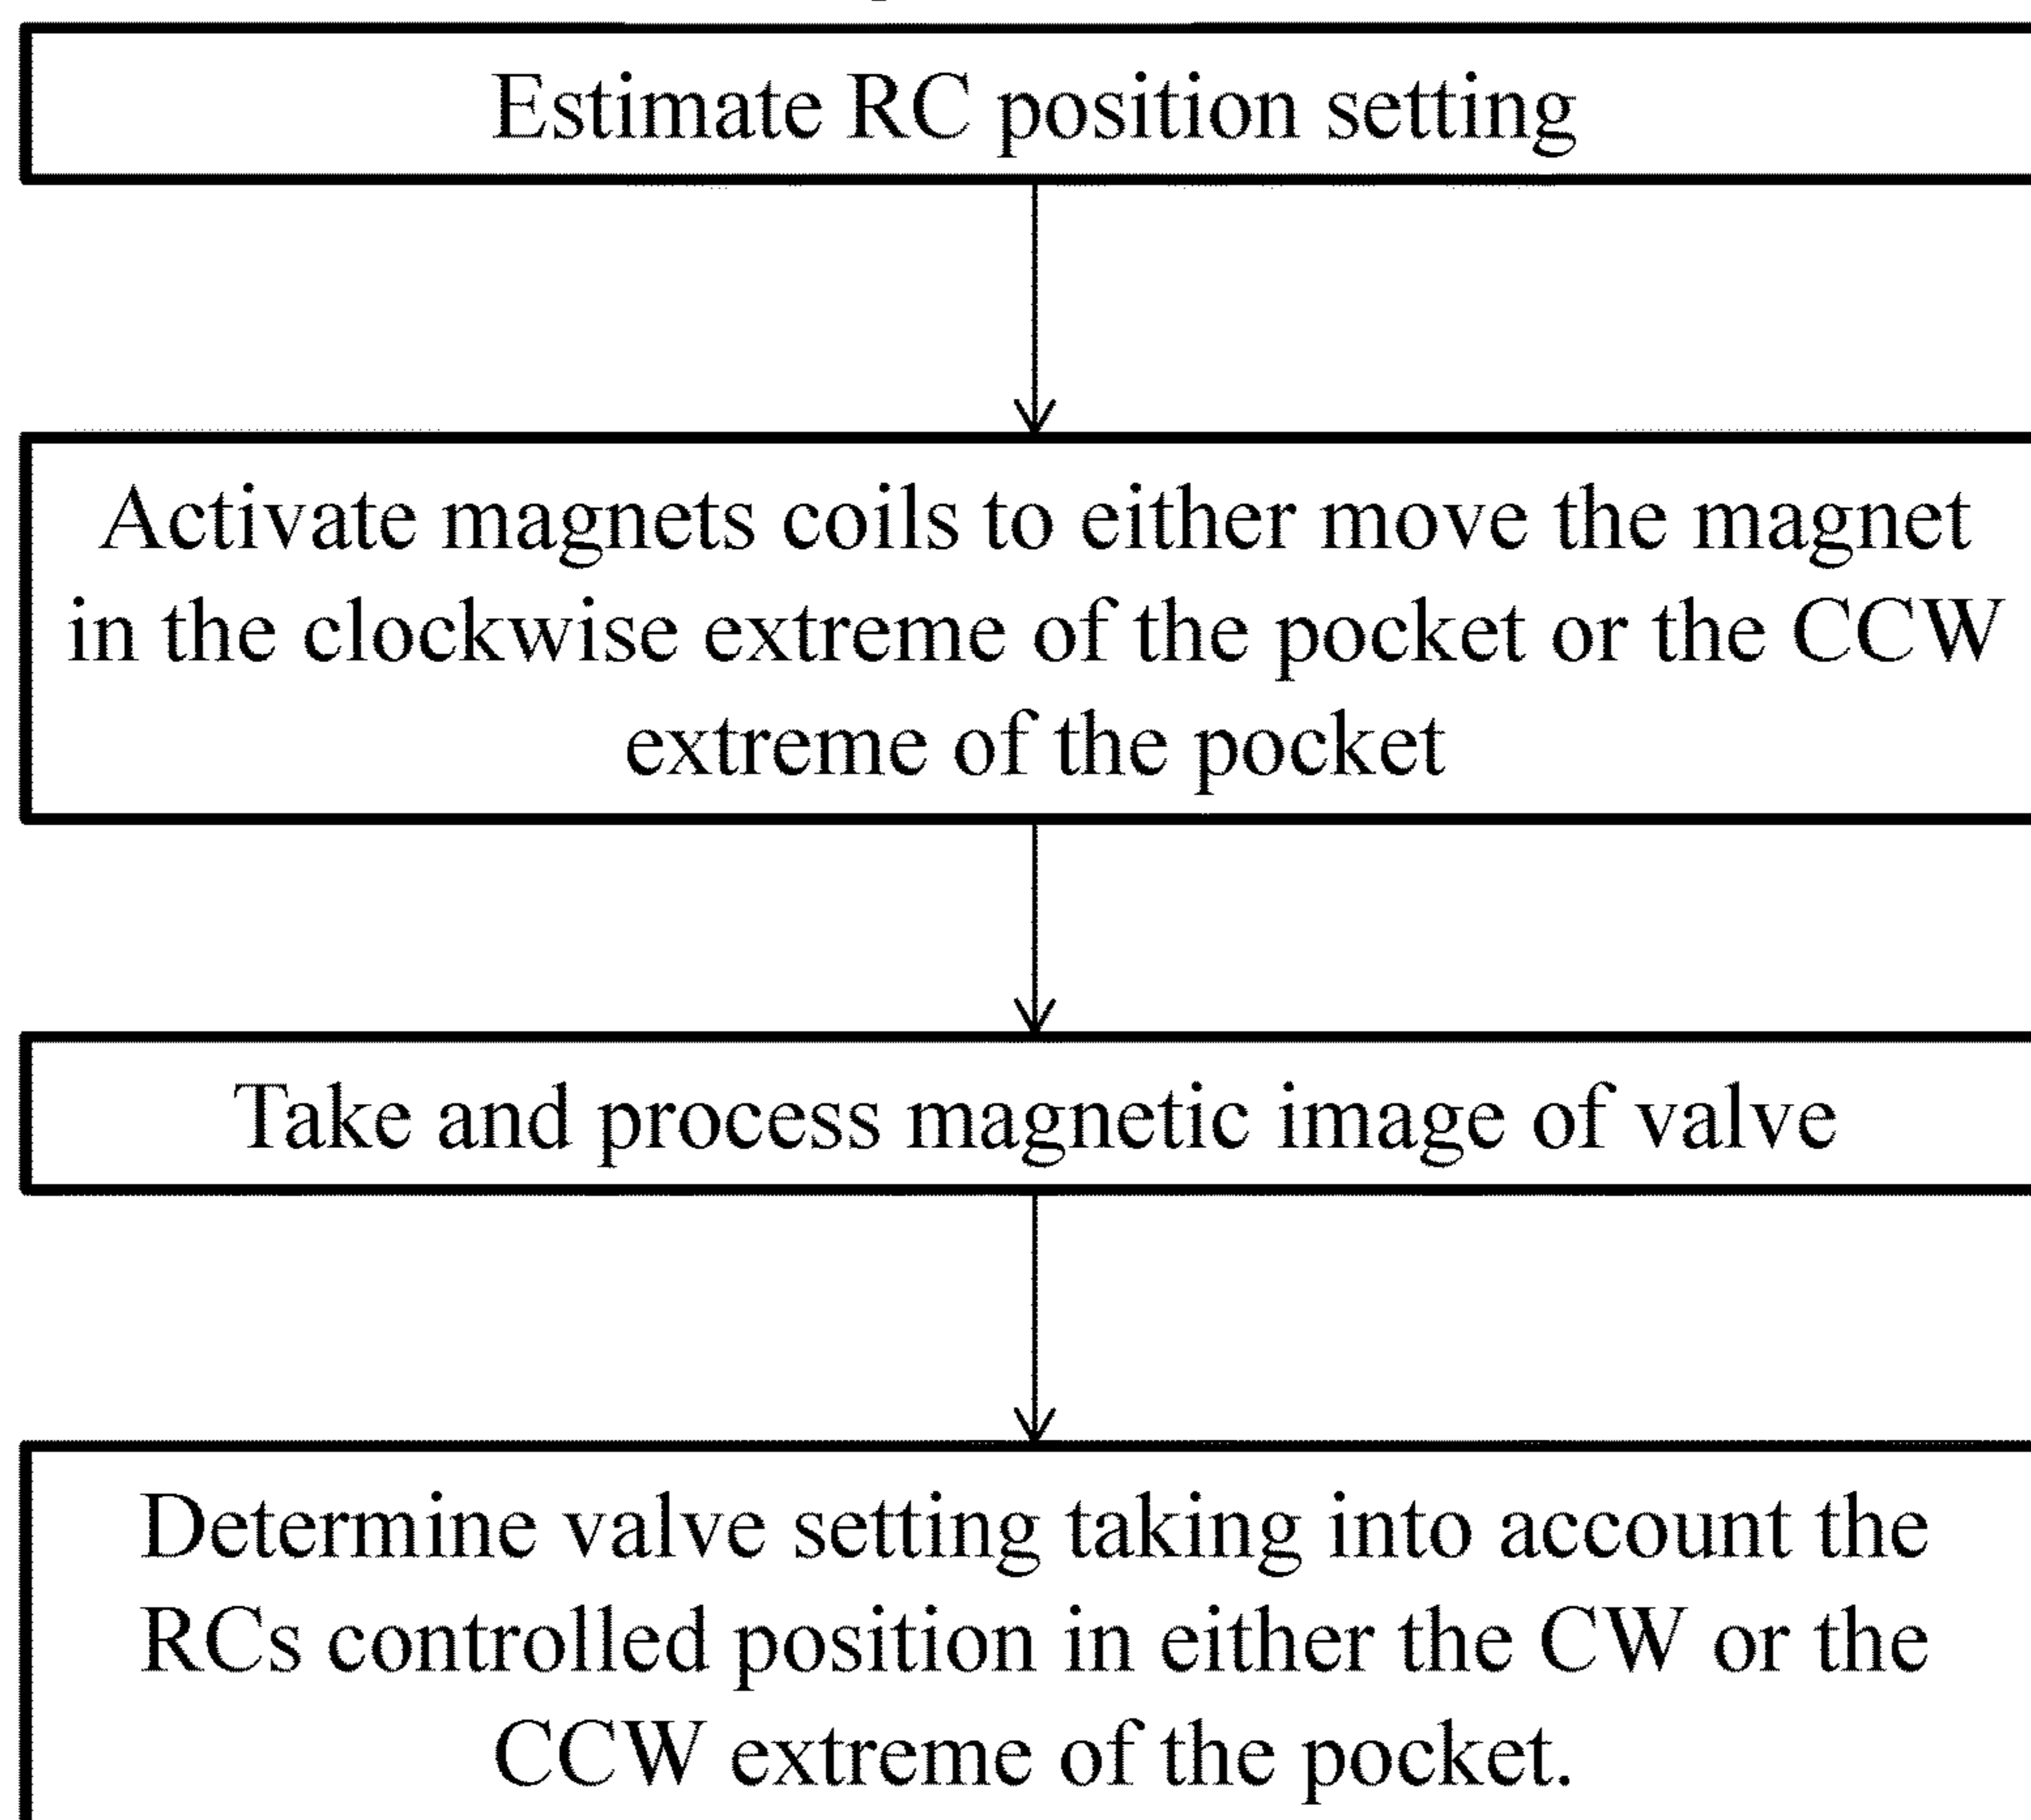 Estimate RC position setting
Activate magnets coils to either move the magnet
in the clockwise extreme of the pocket or the CCW
extreme of the pocket
Take and process magnetic image of valve
Determine valve setting taking into account the
RCs controlled position in either the CW or the
CCW extreme of the pocket.